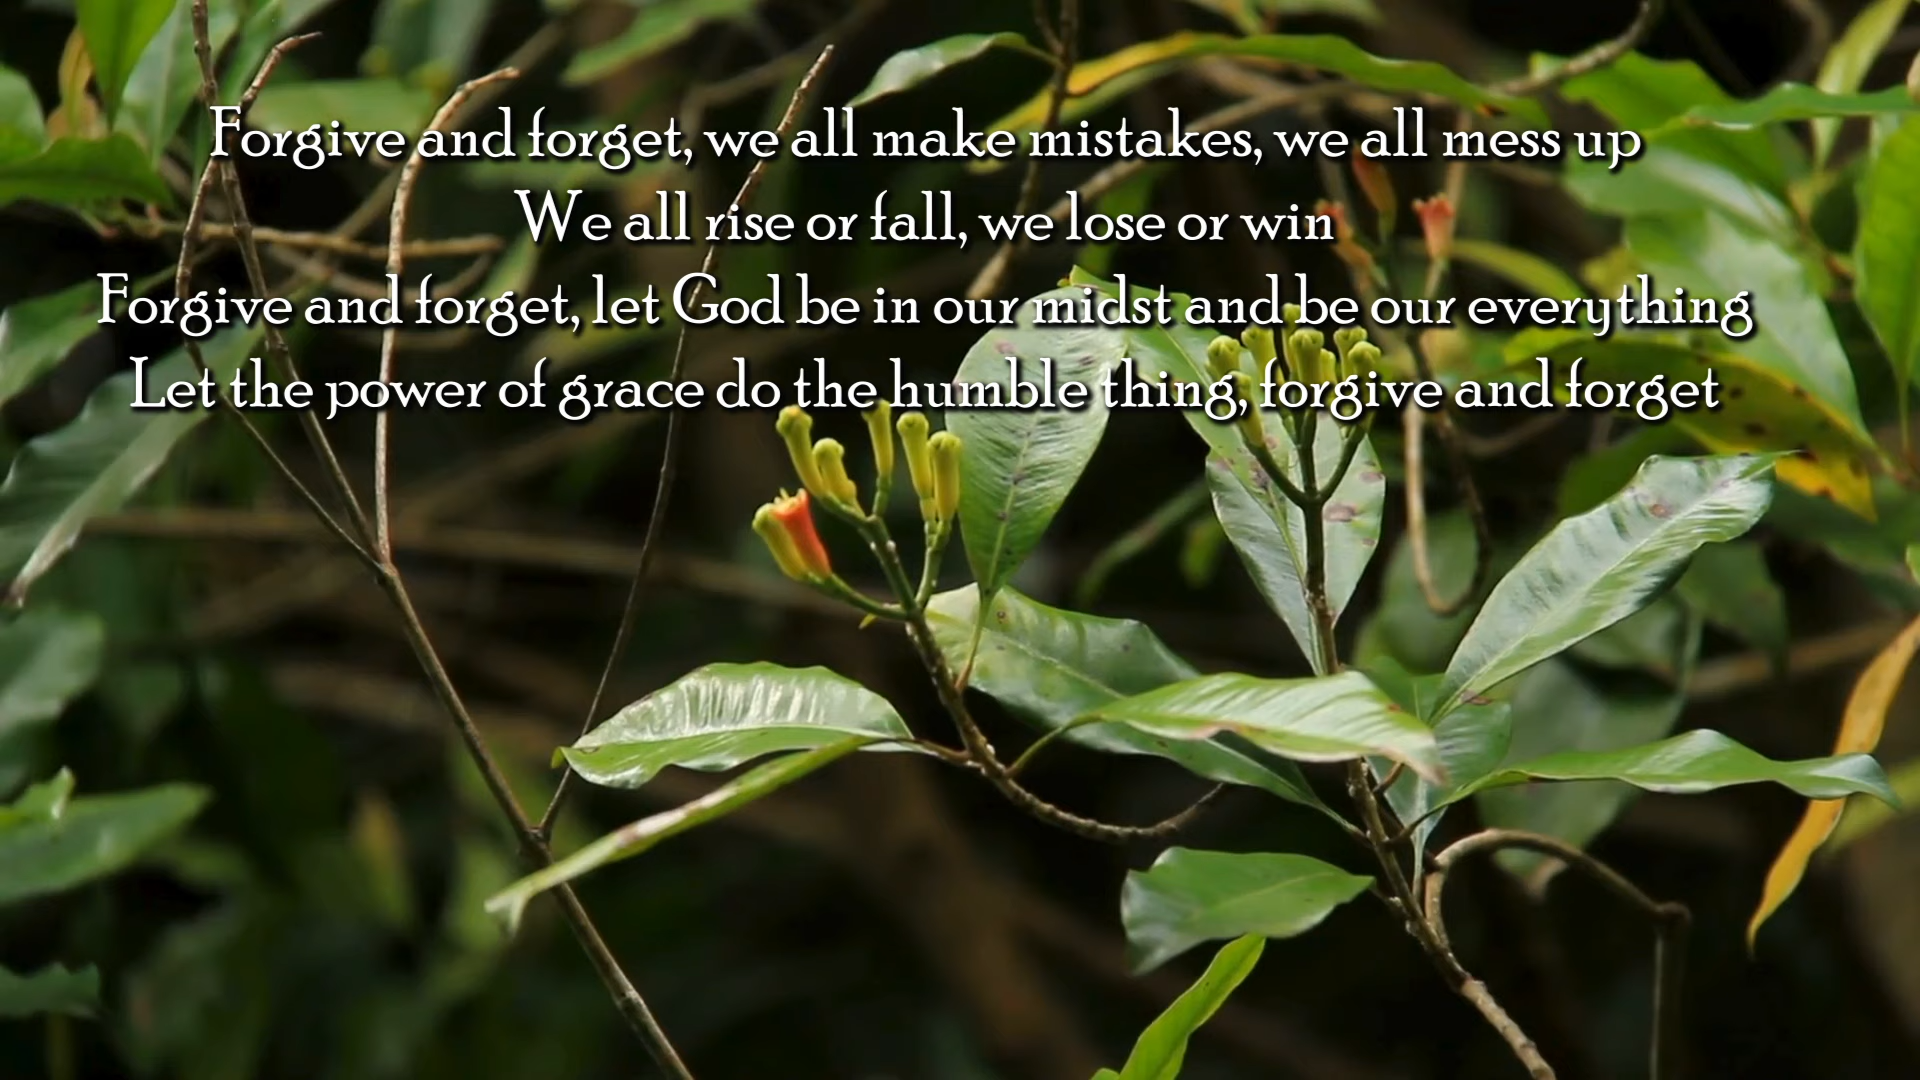 Forgive and forget, we all make mistakes, we all mess up
We all rise or fall, we lose or win
Forgive and forget, let God be in our midst and be our everything
Let the power of grace do the humble thing, forgive and forget